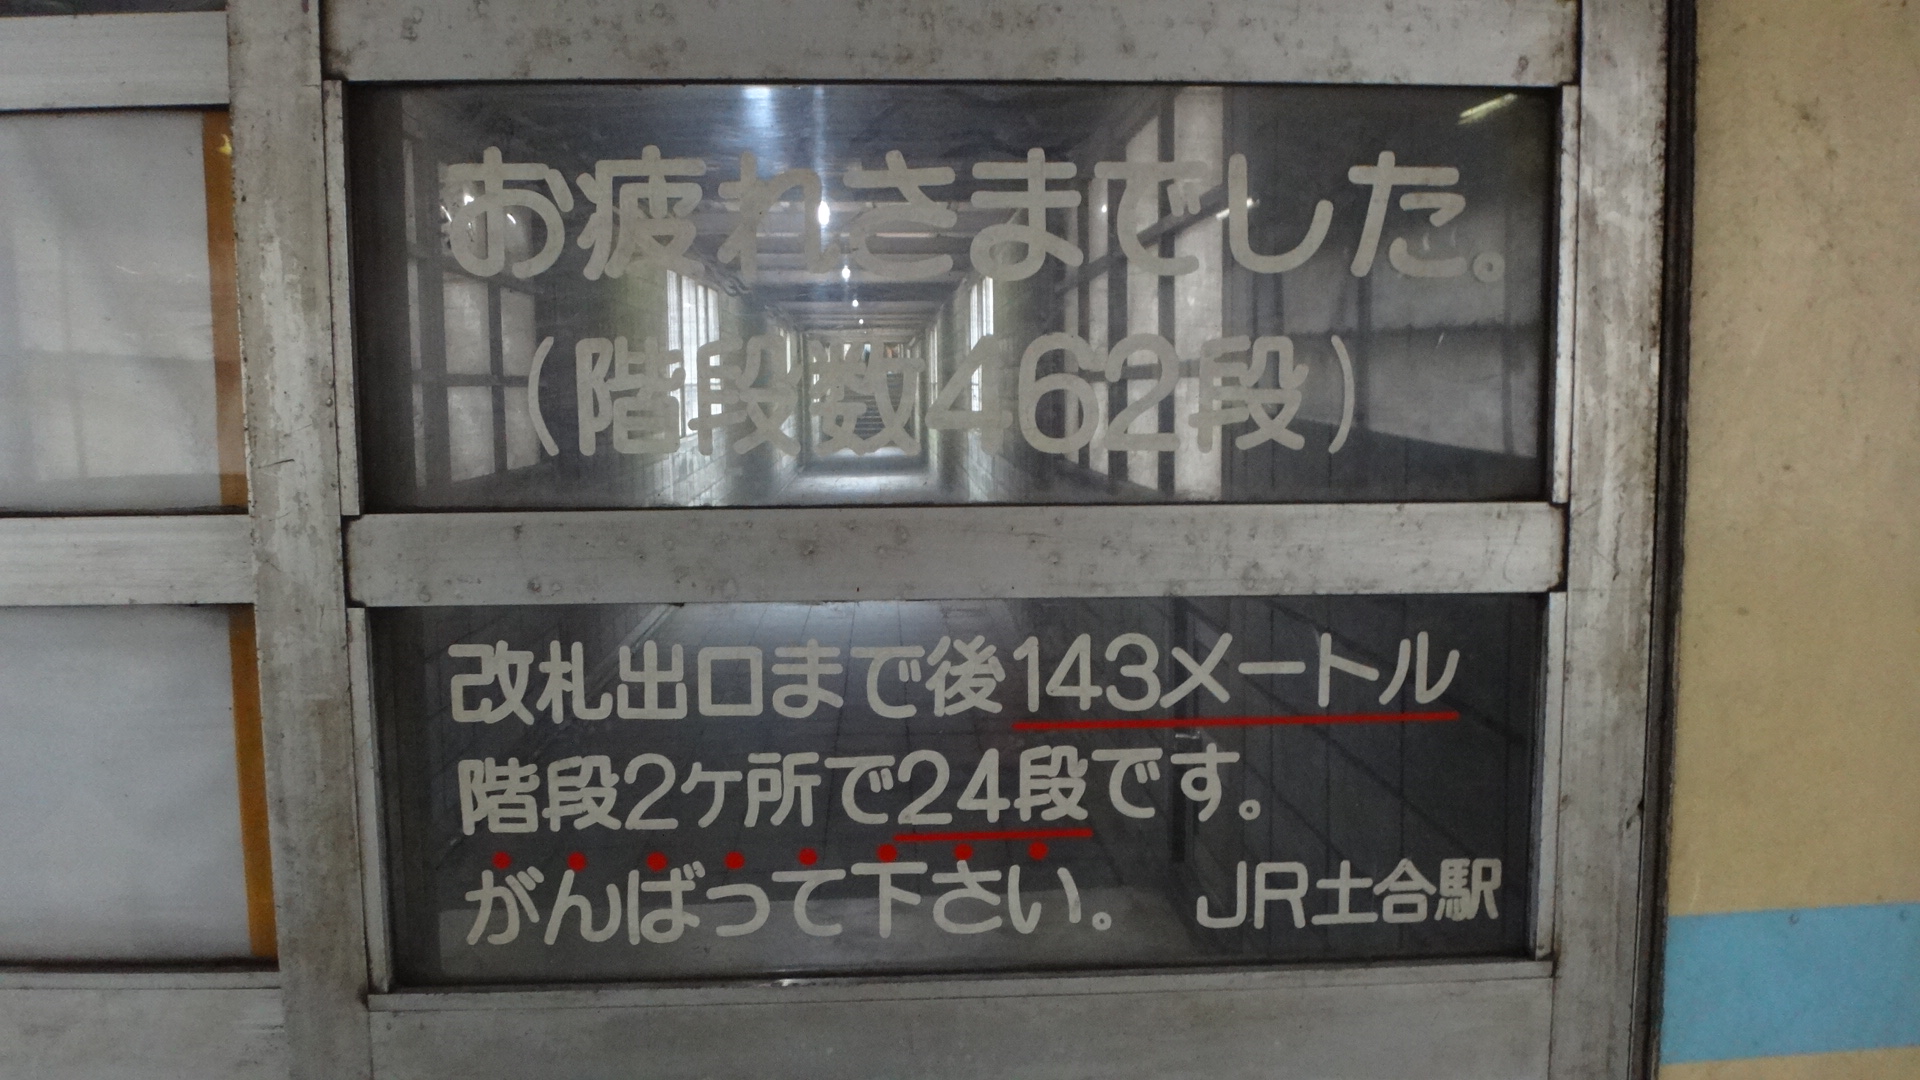 お疲れさまでした。
（階段数462段）
改札出口まで後143メートル
階段2ヶ所で24段です。
がんばって下さい。　JR土合駅